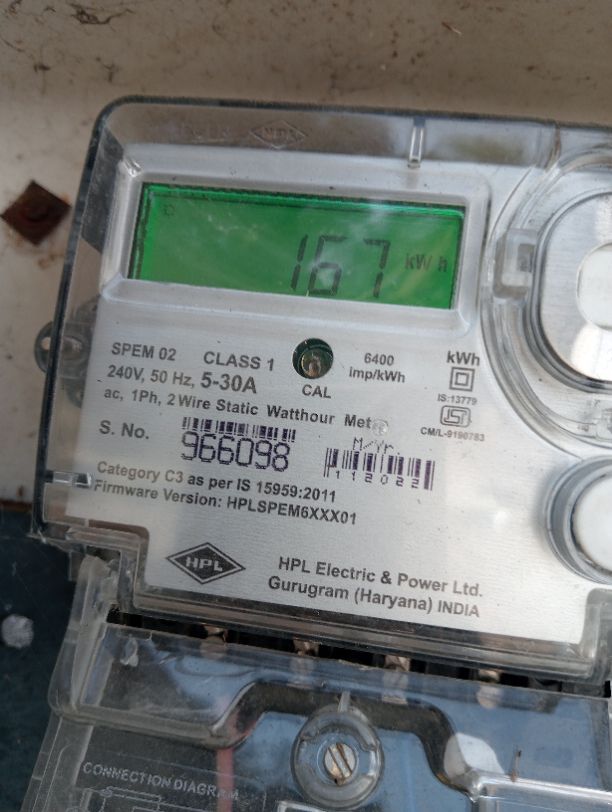 167 kWh
SPEM 02 CLASS 1 6400 imp/kWh kWh
240V, 50 Hz, 5-30A CAL IS:13779
ac, 1Ph, 2 Wire Static Watthour Met
CM/L-9190783
S. No. 966098 M/Yr. 112022
Category C3 as per IS 15959:2011
Firmware Version: HPLSPEM6XXX01
HPL
HPL Electric & Power Ltd.
Gurugram (Haryana) INDIA
CONNECTION DIAGRAM